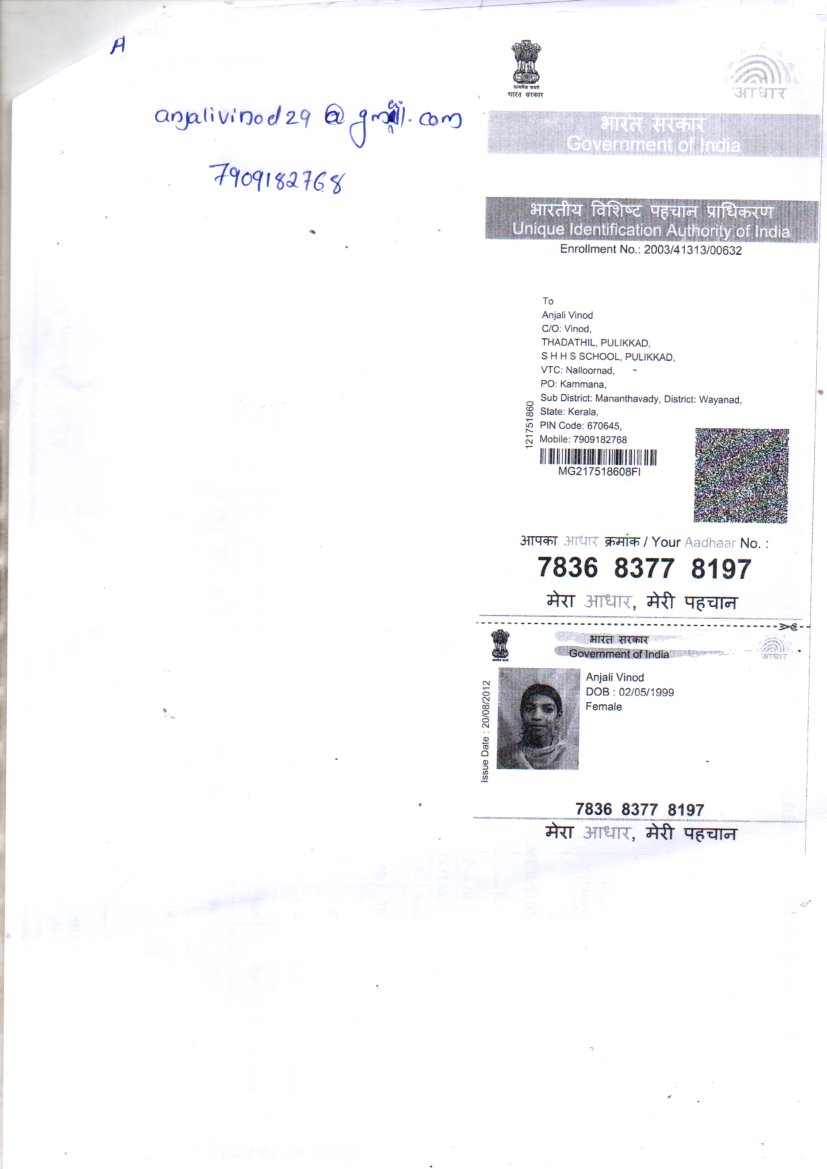 A
anjalivinod29@gmail.com
7909182768
सत्यमेव जयते
भारत सरकार
आधार
भारत सरकार
Government of India
भारतीय विशिष्ट पहचान प्राधिकरण
Unique Identification Authority of India
Enrollment No.: 2003/41313/00632
To
Anjali Vinod
C/O: Vinod,
THADATHIL, PULIKKAD,
S H H S SCHOOL, PULIKKAD,
VTC: Nalloornad,
PO: Kammana,
Sub District: Mananthavady, District: Wayanad,
State: Kerala,
PIN Code: 670645,
Mobile: 7909182768
121751860
MG217518608FI
आपका आधार क्रमांक / Your Aadhaar No. :
7836 8377 8197
मेरा आधार, मेरी पहचान
भारत सरकार
Government of India
आधार
Issue Date : 20/08/2012
Anjali Vinod
DOB : 02/05/1999
Female
7836 8377 8197
मेरा आधार, मेरी पहचान